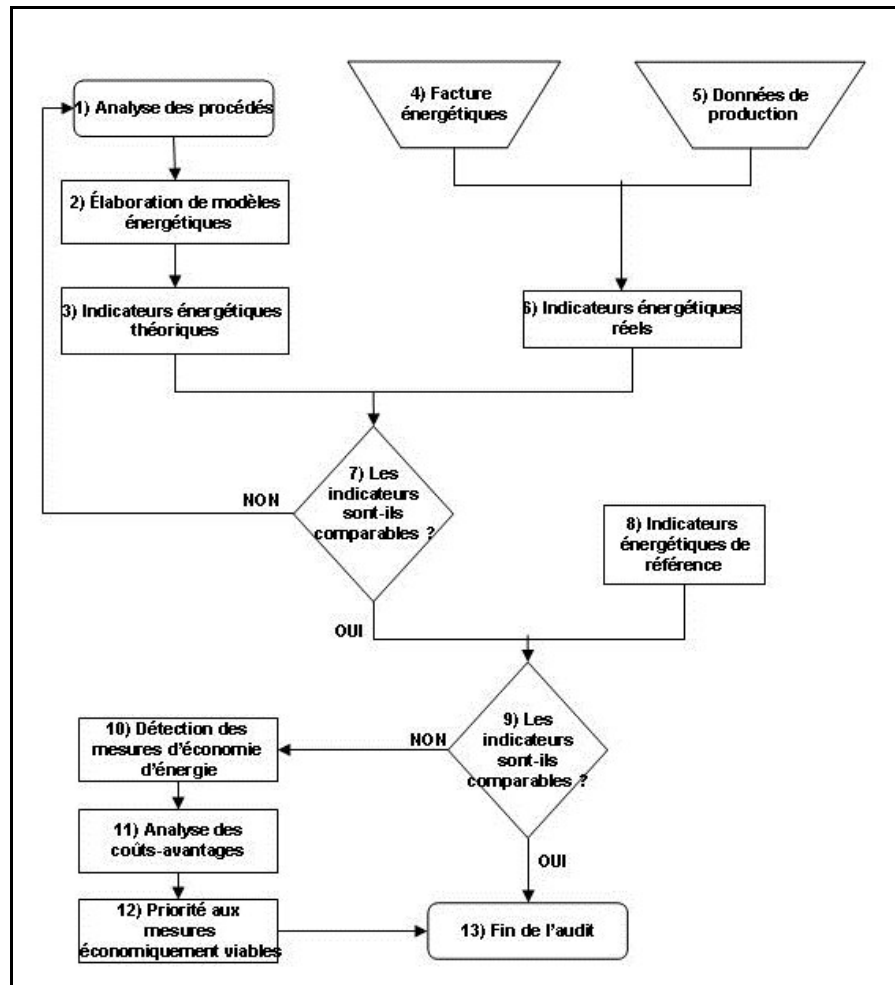 1) Analyse des procédés
4) Facture
énergétiques
5) Données de
production
2) Élaboration de modèles
énergétiques
3) Indicateurs énergétiques
théoriques
6) Indicateurs énergétiques
réels
7) Les
indicateurs
sont-ils
comparables ?
NON
8) Indicateurs
énergétiques de
référence
OUI
9) Les
indicateurs
sont-ils
comparables ?
NON
10) Détection des
mesures d'économie
d'énergie
11) Analyse des
coûts-avantages
OUI
12) Priorité aux
mesures
économiquement viables
13) Fin de l'audit